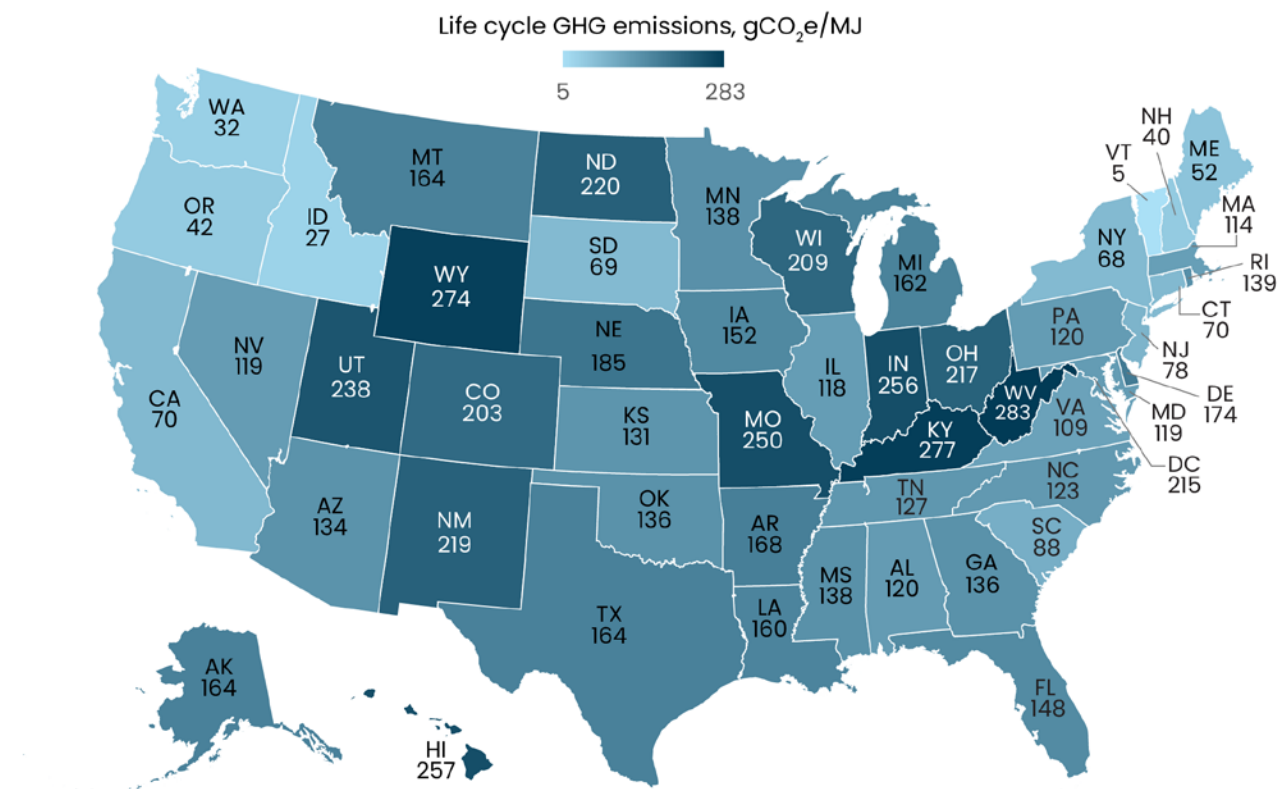 Life cycle GHG emissions, gCO₂e/MJ
5 283
WA
32
OR
42
ID
27
MT
164
ND
220
SD
69
MN
138
WI
209
MI
162
WY
274
NE
185
IA
152
NV
119
UT
238
CO
203
CA
70
KS
131
MO
250
IL
118
IN
256
OH
217
PA
120
NY
68
VT
5
NH
40
ME
52
MA
114
RI
139
CT
70
NJ
78
DE
174
MD
119
DC
215
WV
283
VA
109
KY
277
NC
123
TN
127
SC
88
AZ
134
NM
219
OK
136
AR
168
MS
138
AL
120
GA
136
TX
164
LA
160
FL
148
AK
164
HI
257